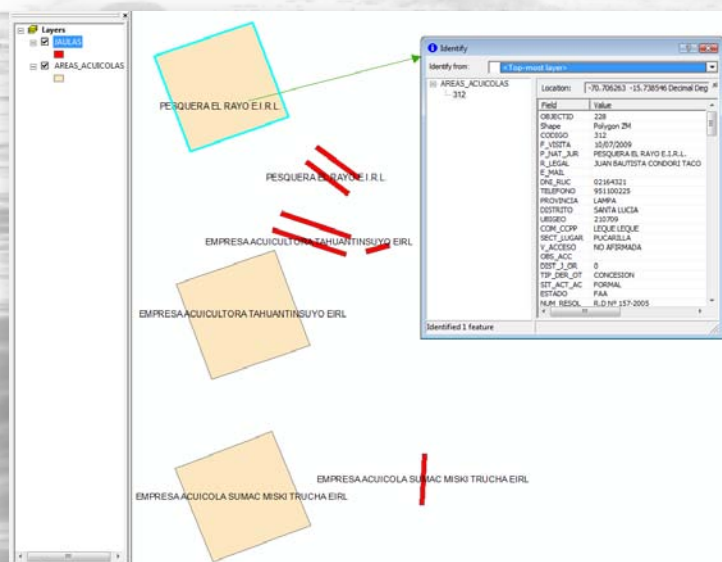 Layers
JAULAS
AREAS_ACUICOLAS
PESQUERA EL RAYO E.I.R.L.
PESQUERA EL RAYO E.I.R.L.
EMPRESA ACUICULTORA TAHUANTINSUYO EIRL
EMPRESA ACUICULTORA TAHUANTINSUYO EIRL
EMPRESA ACUICOLA SUMAC MISKI TRUCHA EIRL
EMPRESA ACUICOLA SUMAC MISKI TRUCHA EIRL
Identify
Identify from: <Top-most layer>
AREAS_ACUICOLAS
312
Location: -70.706263 -15.738546 Decimal Deg
Field Value
OBJECTID 228
Shape Polygon ZM
CODIGO 312
F_VISITA 10/07/2009
P_NAT_JUR PESQUERA EL RAYO E.I.R.L.
R_LEGAL JUAN BAUTISTA CONDORI TACO
E_MAIL
DNI_RUC 02164321
TELEFONO 951100225
PROVINCIA LAMPA
DISTRITO SANTA LUCIA
UBIGEO 210709
COM_CCPP LEQUE LEQUE
SECT_LUGAR PUCARILLA
V_ACCESO NO AFIRMADA
OBS_ACC
DIST_J_OR 0
TIP_DER_OT CONCESION
SIT_ACT_AC FORMAL
ESTADO FAA
NUM_RESOL R.D Nº 157-2005
Identified 1 feature